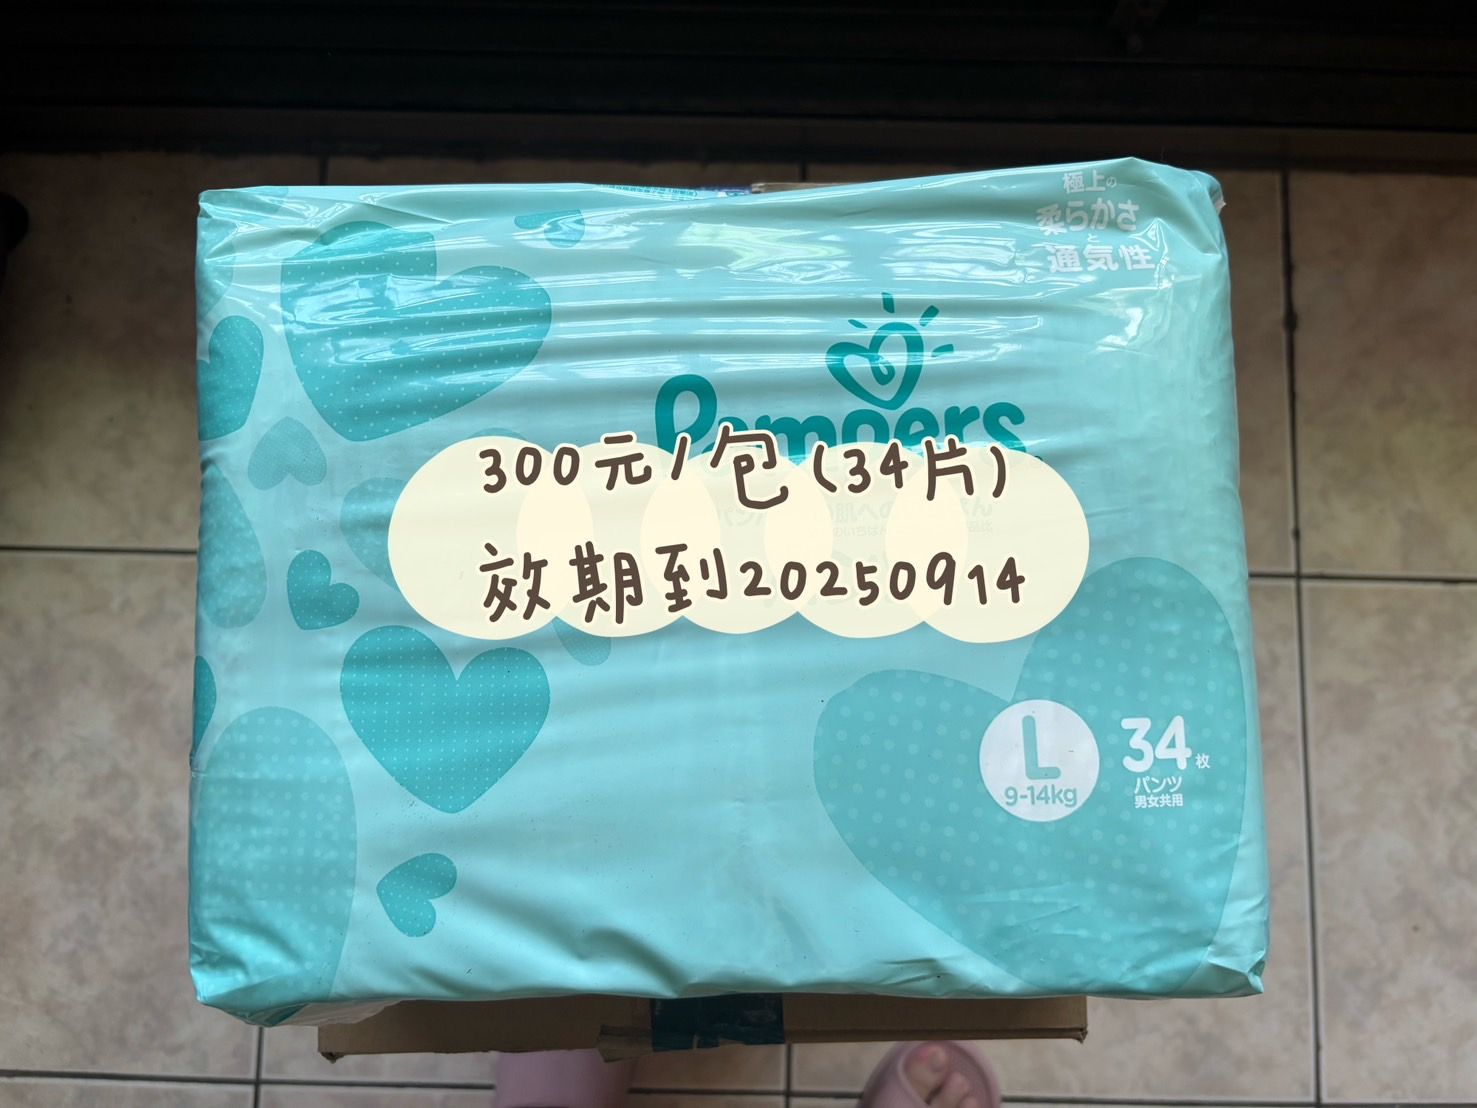 極上の
柔らかさ
と
通気性
Pampers
300元/包(34片)
効期到20250914
L
9-14kg
34枚
パンツ
男女共用